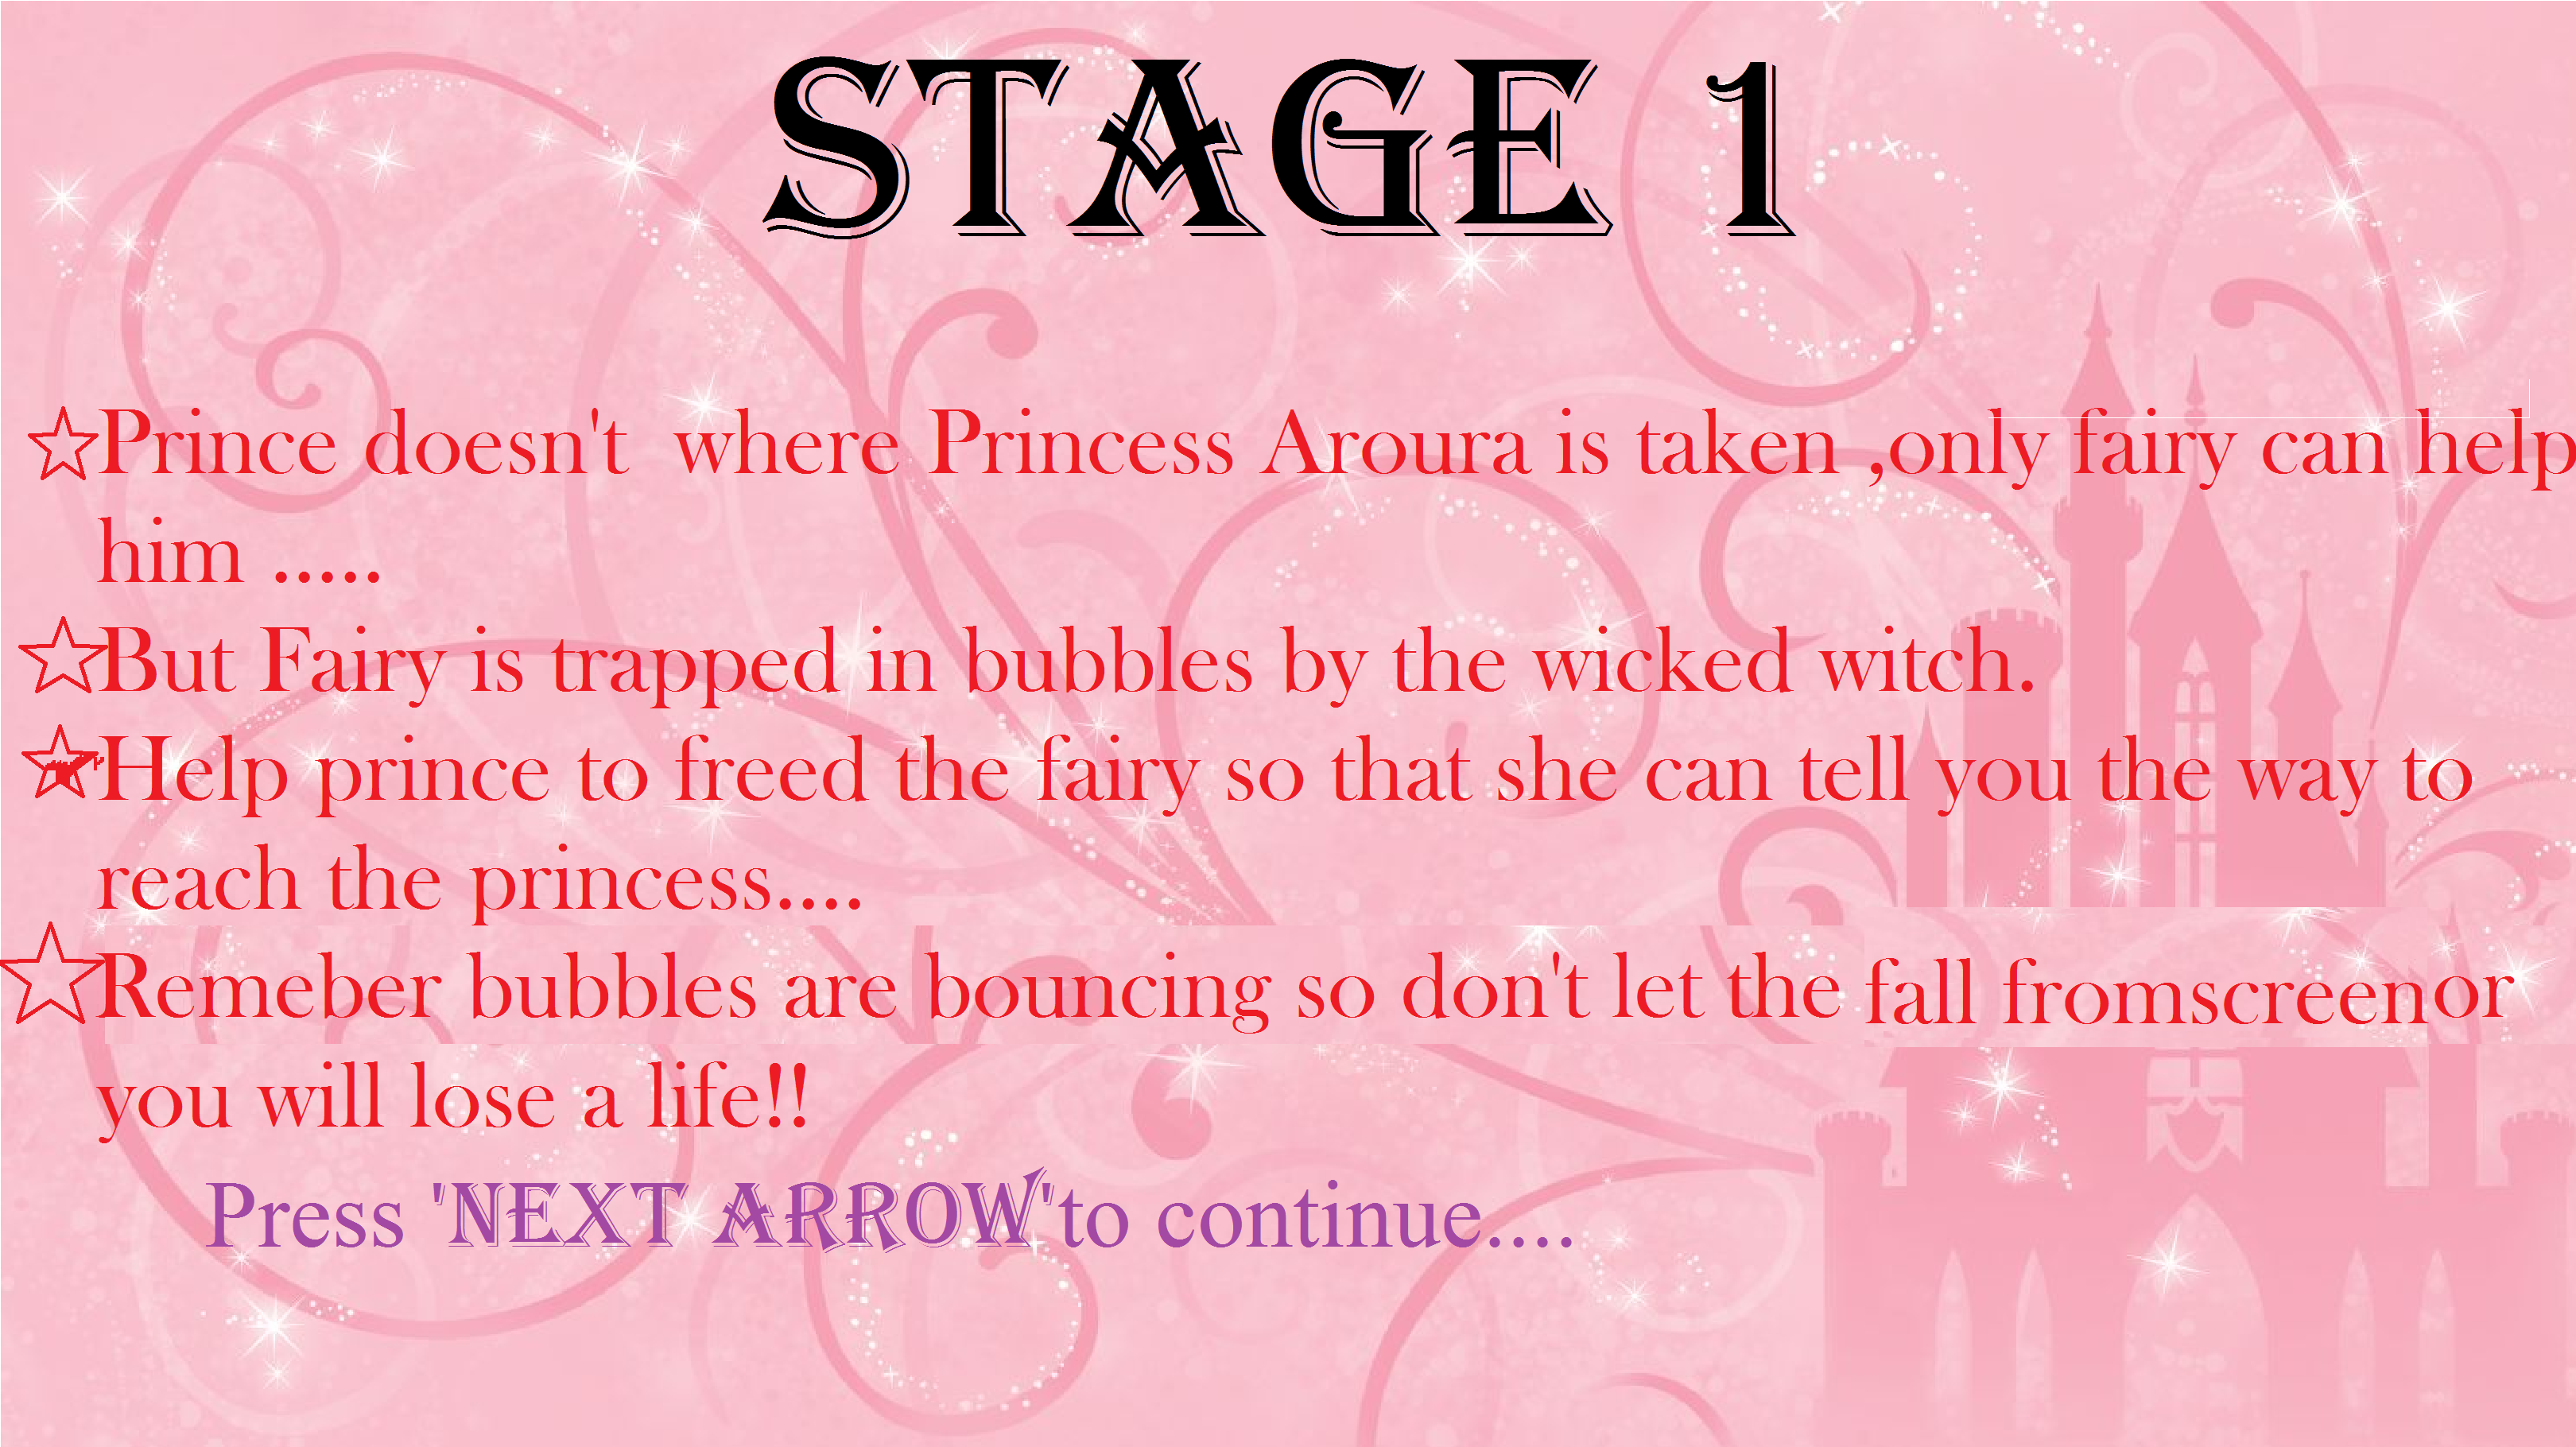 STAGE 1
Prince doesn't  where Princess Aroura is taken ,only fairy can help
him .....
But Fairy is trapped in bubbles by the wicked witch.
Help prince to freed the fairy so that she can tell you the way to
reach the princess....
Remeber bubbles are bouncing so don't let the fall fromscreenor
you will lose a life!!
Press 'NEXT ARROW'to continue....